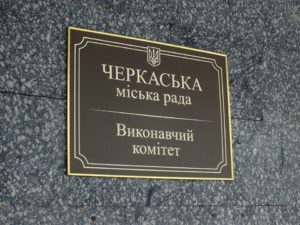 ЧЕРКАСЬКА
міська рада
Виконавчий
комітет